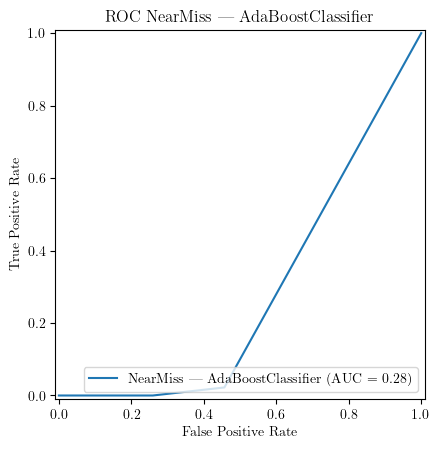 ROC NearMiss — AdaBoostClassifier
True Positive Rate
1.0
0.8
0.6
0.4
0.2
0.0
NearMiss — AdaBoostClassifier (AUC = 0.28)
0.0 0.2 0.4 0.6 0.8 1.0
False Positive Rate